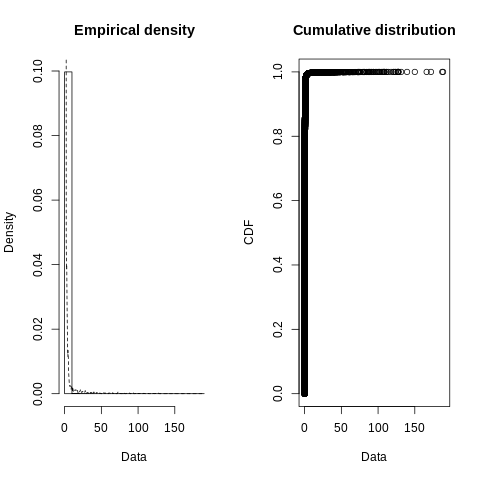 Empirical density
Density
0.00 0.02 0.04 0.06 0.08 0.10
0 50 100 150
Data
Cumulative distribution
CDF
0.0 0.2 0.4 0.6 0.8 1.0
0 50 100 150
Data